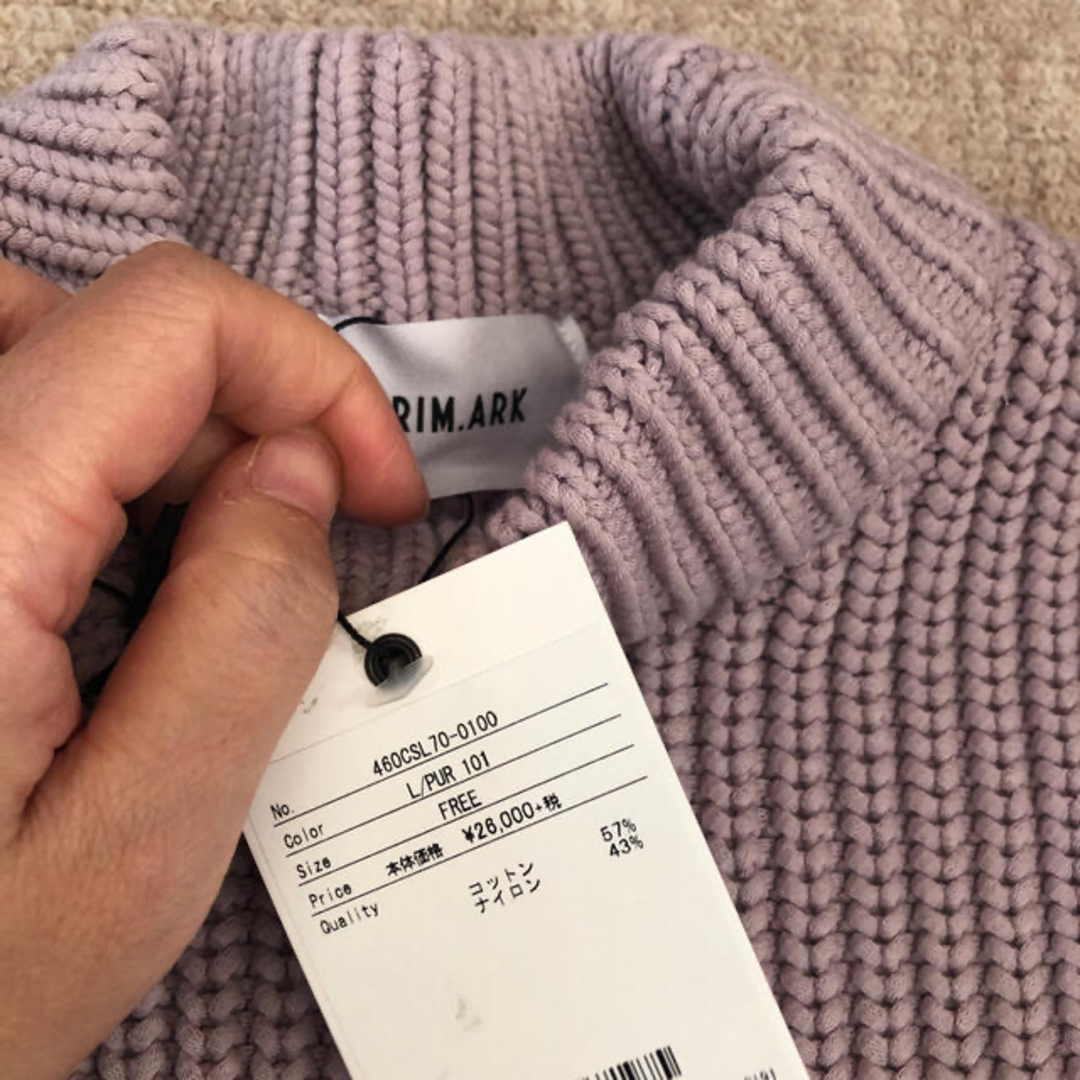 RIM.ARK
No. 460CSL70-0100
Color L/PUR 101
Size FREE
Price 本体価格 ¥26,000+税
Quality コットン 57%
ナイロン 43%